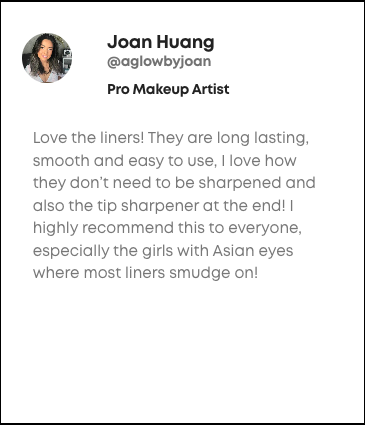 Joan Huang
@aglowbyjoan
Pro Makeup Artist
Love the liners! They are long lasting,
smooth and easy to use, I love how
they don’t need to be sharpened and
also the tip sharpener at the end! I
highly recommend this to everyone,
especially the girls with Asian eyes
where most liners smudge on!